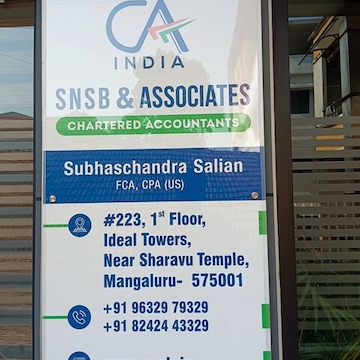 CA
INDIA
SNSB & ASSOCIATES
CHARTERED ACCOUNTANTS
Subhaschandra Salian
FCA, CPA (US)
#223, 1st Floor,
Ideal Towers,
Near Sharavu Temple,
Mangaluru- 575001
+91 96329 79329
+91 82424 43329